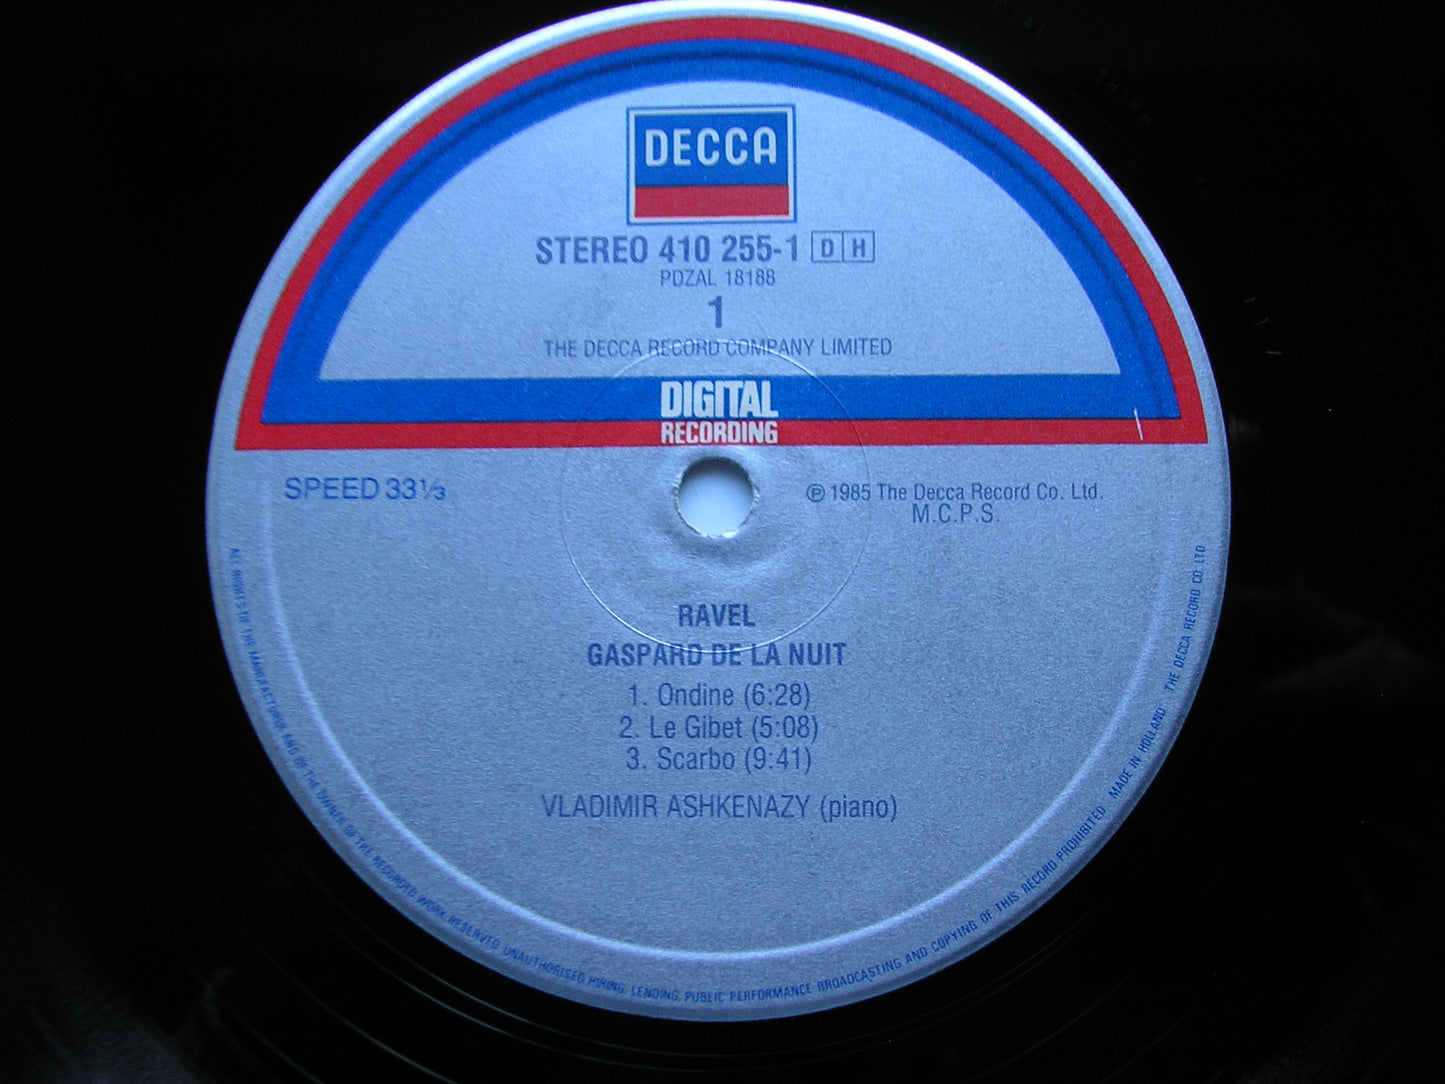 DECCA
STEREO 410 255-1 DH
PDZAL 18188
1
THE DECCA RECORD COMPANY LIMITED
DIGITAL
RECORDING
SPEED 33⅓
℗ 1985 The Decca Record Co. Ltd.
M.C.P.S.
RAVEL
GASPARD DE LA NUIT
1. Ondine (6:28)
2. Le Gibet (5:08)
3. Scarbo (9:41)
VLADIMIR ASHKENAZY (piano)
ALL RIGHTS OF THE MANUFACTURER AND OF THE OWNER OF THE RECORDED WORK RESERVED. UNAUTHORISED HIRING, LENDING, PUBLIC PERFORMANCE BROADCASTING AND COPYING OF THIS RECORD PROHIBITED MADE IN HOLLAND THE DECCA RECORD CO. LTD